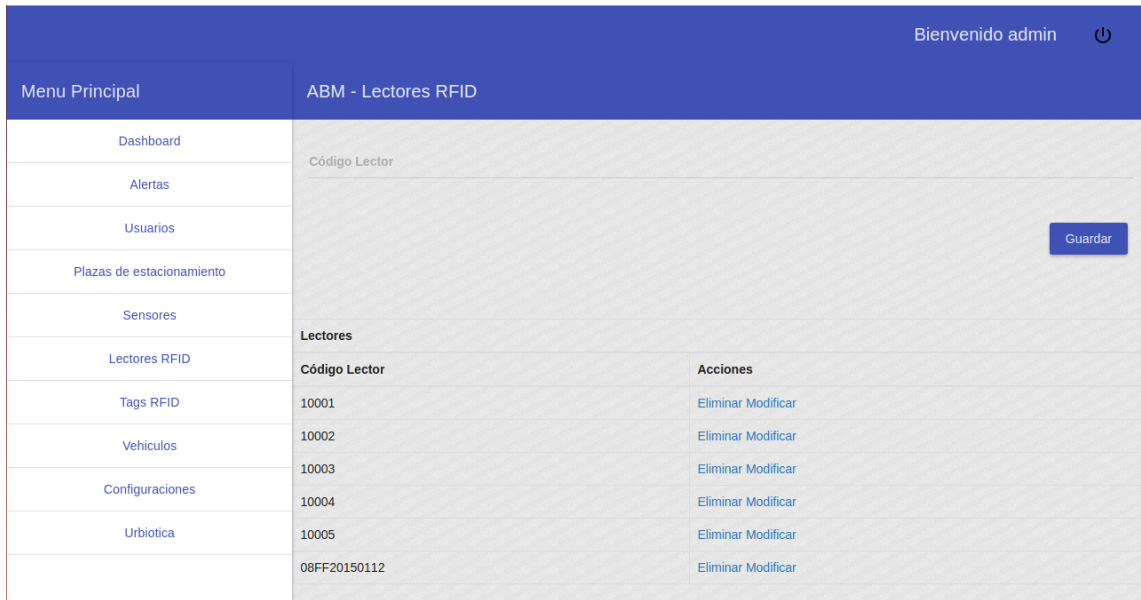 Bienvenido admin
Menu Principal
ABM - Lectores RFID
Dashboard
Alertas
Usuarios
Plazas de estacionamiento
Sensores
Lectores RFID
Tags RFID
Vehiculos
Configuraciones
Urbiotica
Código Lector
Guardar
Lectores
Código Lector Acciones
10001 Eliminar Modificar
10002 Eliminar Modificar
10003 Eliminar Modificar
10004 Eliminar Modificar
10005 Eliminar Modificar
08FF20150112 Eliminar Modificar